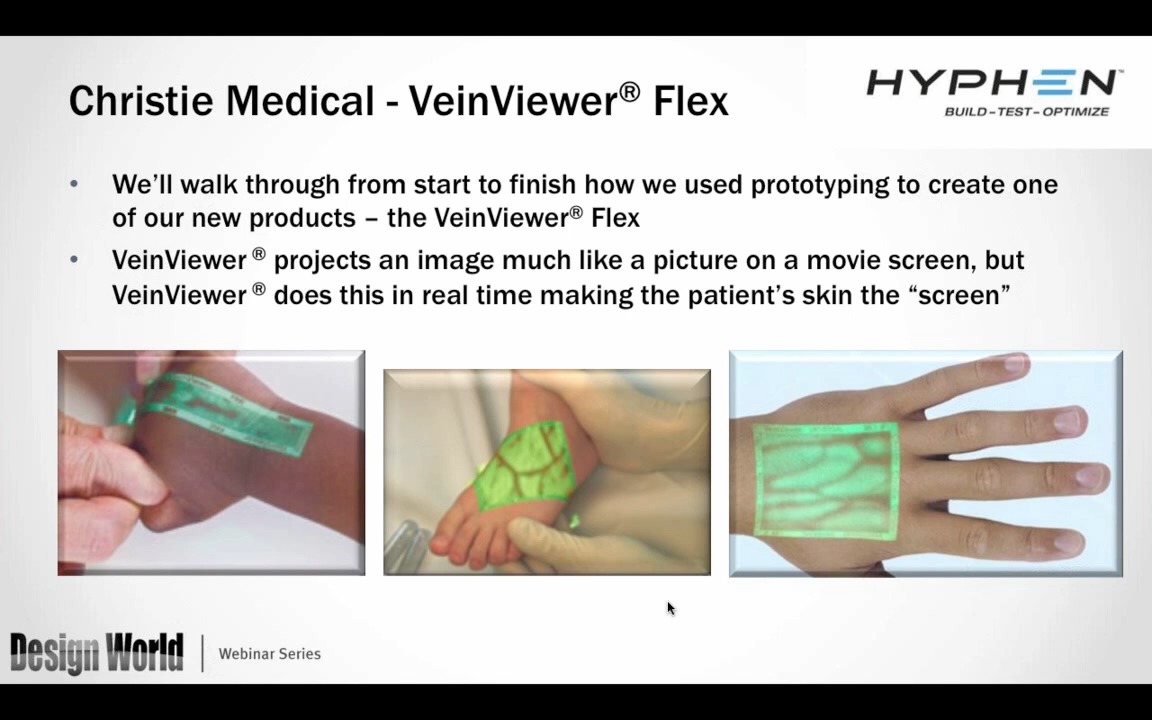 Christie Medical - VeinViewer® Flex
HYPHEN™
BUILD – TEST – OPTIMIZE
• We’ll walk through from start to finish how we used prototyping to create one
of our new products – the VeinViewer® Flex
• VeinViewer ® projects an image much like a picture on a movie screen, but
VeinViewer ® does this in real time making the patient’s skin the “screen”
Design World
Webinar Series